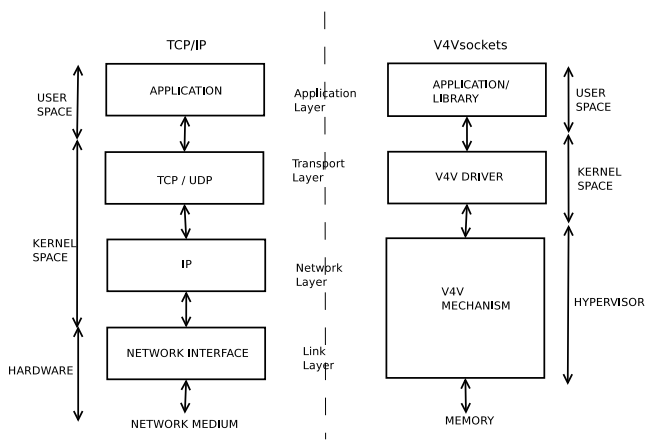 TCP/IP
V4Vsockets
APPLICATION
Application
Layer
APPLICATION/
LIBRARY
USER
SPACE
USER
SPACE
Transport
Layer
TCP / UDP
V4V DRIVER
KERNEL
SPACE
KERNEL
SPACE
IP
Network
Layer
V4V
MECHANISM
HYPERVISOR
NETWORK INTERFACE
Link
Layer
HARDWARE
NETWORK MEDIUM
MEMORY